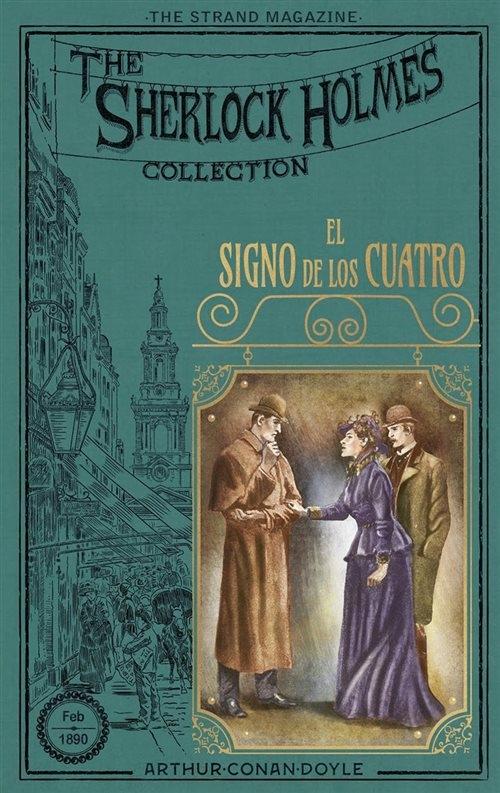 ·THE STRAND MAGAZINE·
THE
SHERLOCK HOLMES
COLLECTION
EL
SIGNO DE LOS CUATRO
Feb
1890
ARTHUR·CONAN·DOYLE